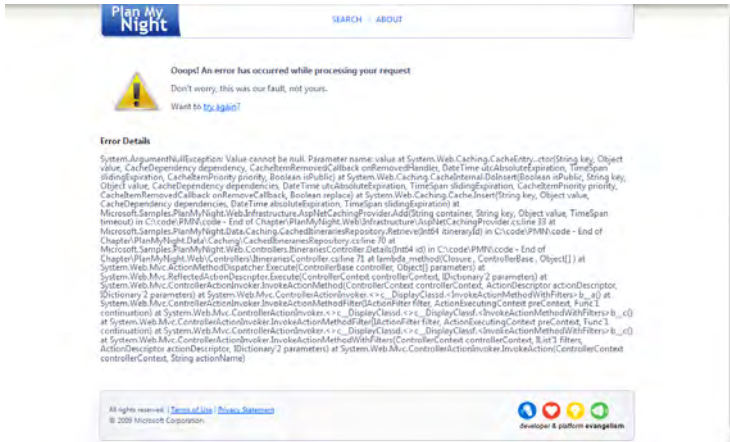 Plan My
Night
SEARCH | ABOUT
Ooops! An error has occurred while processing your request
Don't worry, this was our fault, not yours.
Want to try again?
Error Details
System.ArgumentNullException: Value cannot be null. Parameter name: value at System.Web.Caching.CacheEntry..ctor(String key, Object
value, CacheDependency dependency, CacheItemRemovedCallback onRemovedHandler, DateTime utcAbsoluteExpiration, TimeSpan
slidingExpiration, CacheItemPriority priority, Boolean isPublic) at System.Web.Caching.CacheInternal.DoInsert(Boolean isPublic, String key,
Object value, CacheDependency dependencies, DateTime utcAbsoluteExpiration, TimeSpan slidingExpiration, CacheItemPriority priority,
CacheItemRemovedCallback onRemoveCallback, Boolean replace) at System.Web.Caching.Cache.Insert(String key, Object value,
CacheDependency dependencies, DateTime absoluteExpiration, TimeSpan slidingExpiration) at
Microsoft.Samples.PlanMyNight.Web.Infrastructure.AspNetCachingProvider.Add(String container, String key, Object value, TimeSpan
timeout) in C:\code\PMN\code - End of Chapter\PlanMyNight.Web\Infrastructure\AspNetCachingProvider.cs:line 33 at
Microsoft.Samples.PlanMyNight.Data.Caching.CachedItinerariesRepository.Retrieve(Int64 itineraryId) in C:\code\PMN\code - End of
Chapter\PlanMyNight.Data\Caching\CachedItinerariesRepository.cs:line 70 at
Microsoft.Samples.PlanMyNight.Web.Controllers.ItinerariesController.Details(Int64 id) in C:\code\PMN\code - End of
Chapter\PlanMyNight.Web\Controllers\ItinerariesController.cs:line 71 at lambda_method(Closure , ControllerBase , Object[] ) at
System.Web.Mvc.ActionMethodDispatcher.Execute(ControllerBase controller, Object[] parameters) at
System.Web.Mvc.ReflectedActionDescriptor.Execute(ControllerContext controllerContext, IDictionary`2 parameters) at
System.Web.Mvc.ControllerActionInvoker.InvokeActionMethod(ControllerContext controllerContext, ActionDescriptor actionDescriptor,
IDictionary`2 parameters) at System.Web.Mvc.ControllerActionInvoker.<>c__DisplayClassd.<InvokeActionMethodWithFilters>b__a() at
System.Web.Mvc.ControllerActionInvoker.InvokeActionMethodFilter(IActionFilter filter, ActionExecutingContext preContext, Func`1
continuation) at System.Web.Mvc.ControllerActionInvoker.<>c__DisplayClassd.<>c__DisplayClassf.<InvokeActionMethodWithFilters>b__c()
at System.Web.Mvc.ControllerActionInvoker.InvokeActionMethodFilter(IActionFilter filter, ActionExecutingContext preContext, Func`1
continuation) at System.Web.Mvc.ControllerActionInvoker.<>c__DisplayClassd.<>c__DisplayClassf.<InvokeActionMethodWithFilters>b__c()
at System.Web.Mvc.ControllerActionInvoker.InvokeActionMethodWithFilters(ControllerContext controllerContext, IList`1 filters,
ActionDescriptor actionDescriptor, IDictionary`2 parameters) at System.Web.Mvc.ControllerActionInvoker.InvokeAction(ControllerContext
controllerContext, String actionName)
All rights reserved. | Terms of Use | Privacy Statement
© 2009 Microsoft Corporation.
developer & platform evangelism